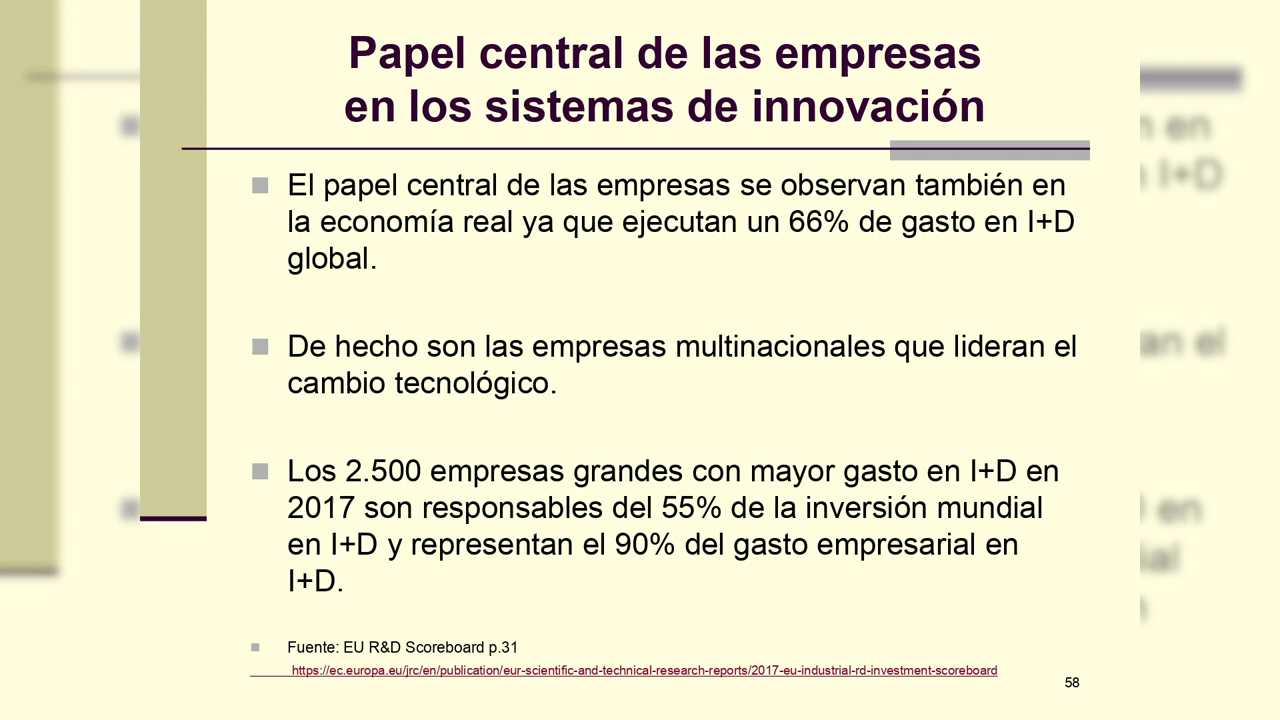 Papel central de las empresas
en los sistemas de innovación
El papel central de las empresas se observan también en
la economía real ya que ejecutan un 66% de gasto en I+D
global.
De hecho son las empresas multinacionales que lideran el
cambio tecnológico.
Los 2.500 empresas grandes con mayor gasto en I+D en
2017 son responsables del 55% de la inversión mundial
en I+D y representan el 90% del gasto empresarial en
I+D.
Fuente: EU R&D Scoreboard p.31
https://ec.europa.eu/jrc/en/publication/eur-scientific-and-technical-research-reports/2017-eu-industrial-rd-investment-scoreboard
58